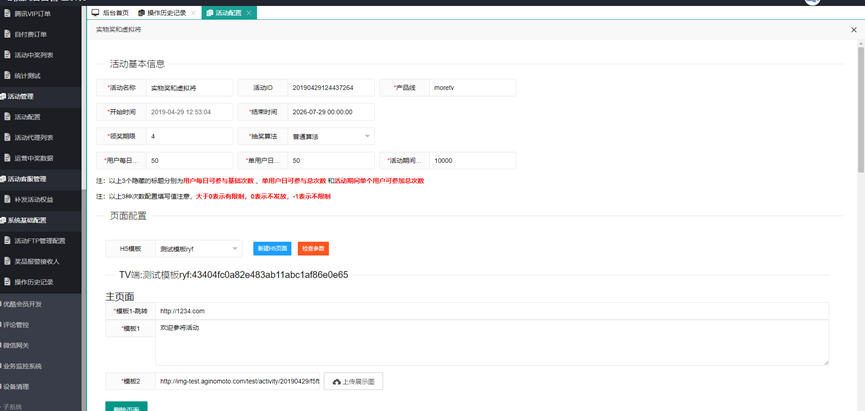 腾讯VIP订单
自付费订单
活动中奖列表
统计测试
活动管理
活动配置
活动代理列表
运营中奖数据
活动客服管理
补发活动权益
系统基础配置
活动FTP管理配置
奖品报警接收人
操作历史记录
优酷会员开发
评论管控
微信网关
业务监控系统
设备清理
子系统
后台首页 操作历史记录 活动配置
实物奖和虚拟将
活动基本信息
*活动名称 实物奖和虚拟将 活动ID 20190429124437264 *产品线 moretv
*开始时间 2019-04-29 12:53:04 *结束时间 2026-07-29 00:00:00
*领奖期限 4 *抽奖算法 普通算法
*用户每日... 50 *单用户日... 50 *活动期间... 10000
注：以上3个隐藏的标题分别为用户每日可参与基础次数 、单用户日可参与总次数 和活动期间单个用户可参加总次数
注：以上3种次数配置填写值注意，大于0表示有限制，0表示不发放，-1表示不限制
页面配置
H5模板 测试模板ryf 新建H5页面 检查参数
TV端:测试模板ryf:43404fc0a82e483ab11abc1af86e0e65
主页面
*模板1-跳转 http://1234.com
*模板1 欢迎参将活动
*模板2 http://img-test.aginomoto.com/test/activity/20190429/f5ft 上传展示图
删除页面